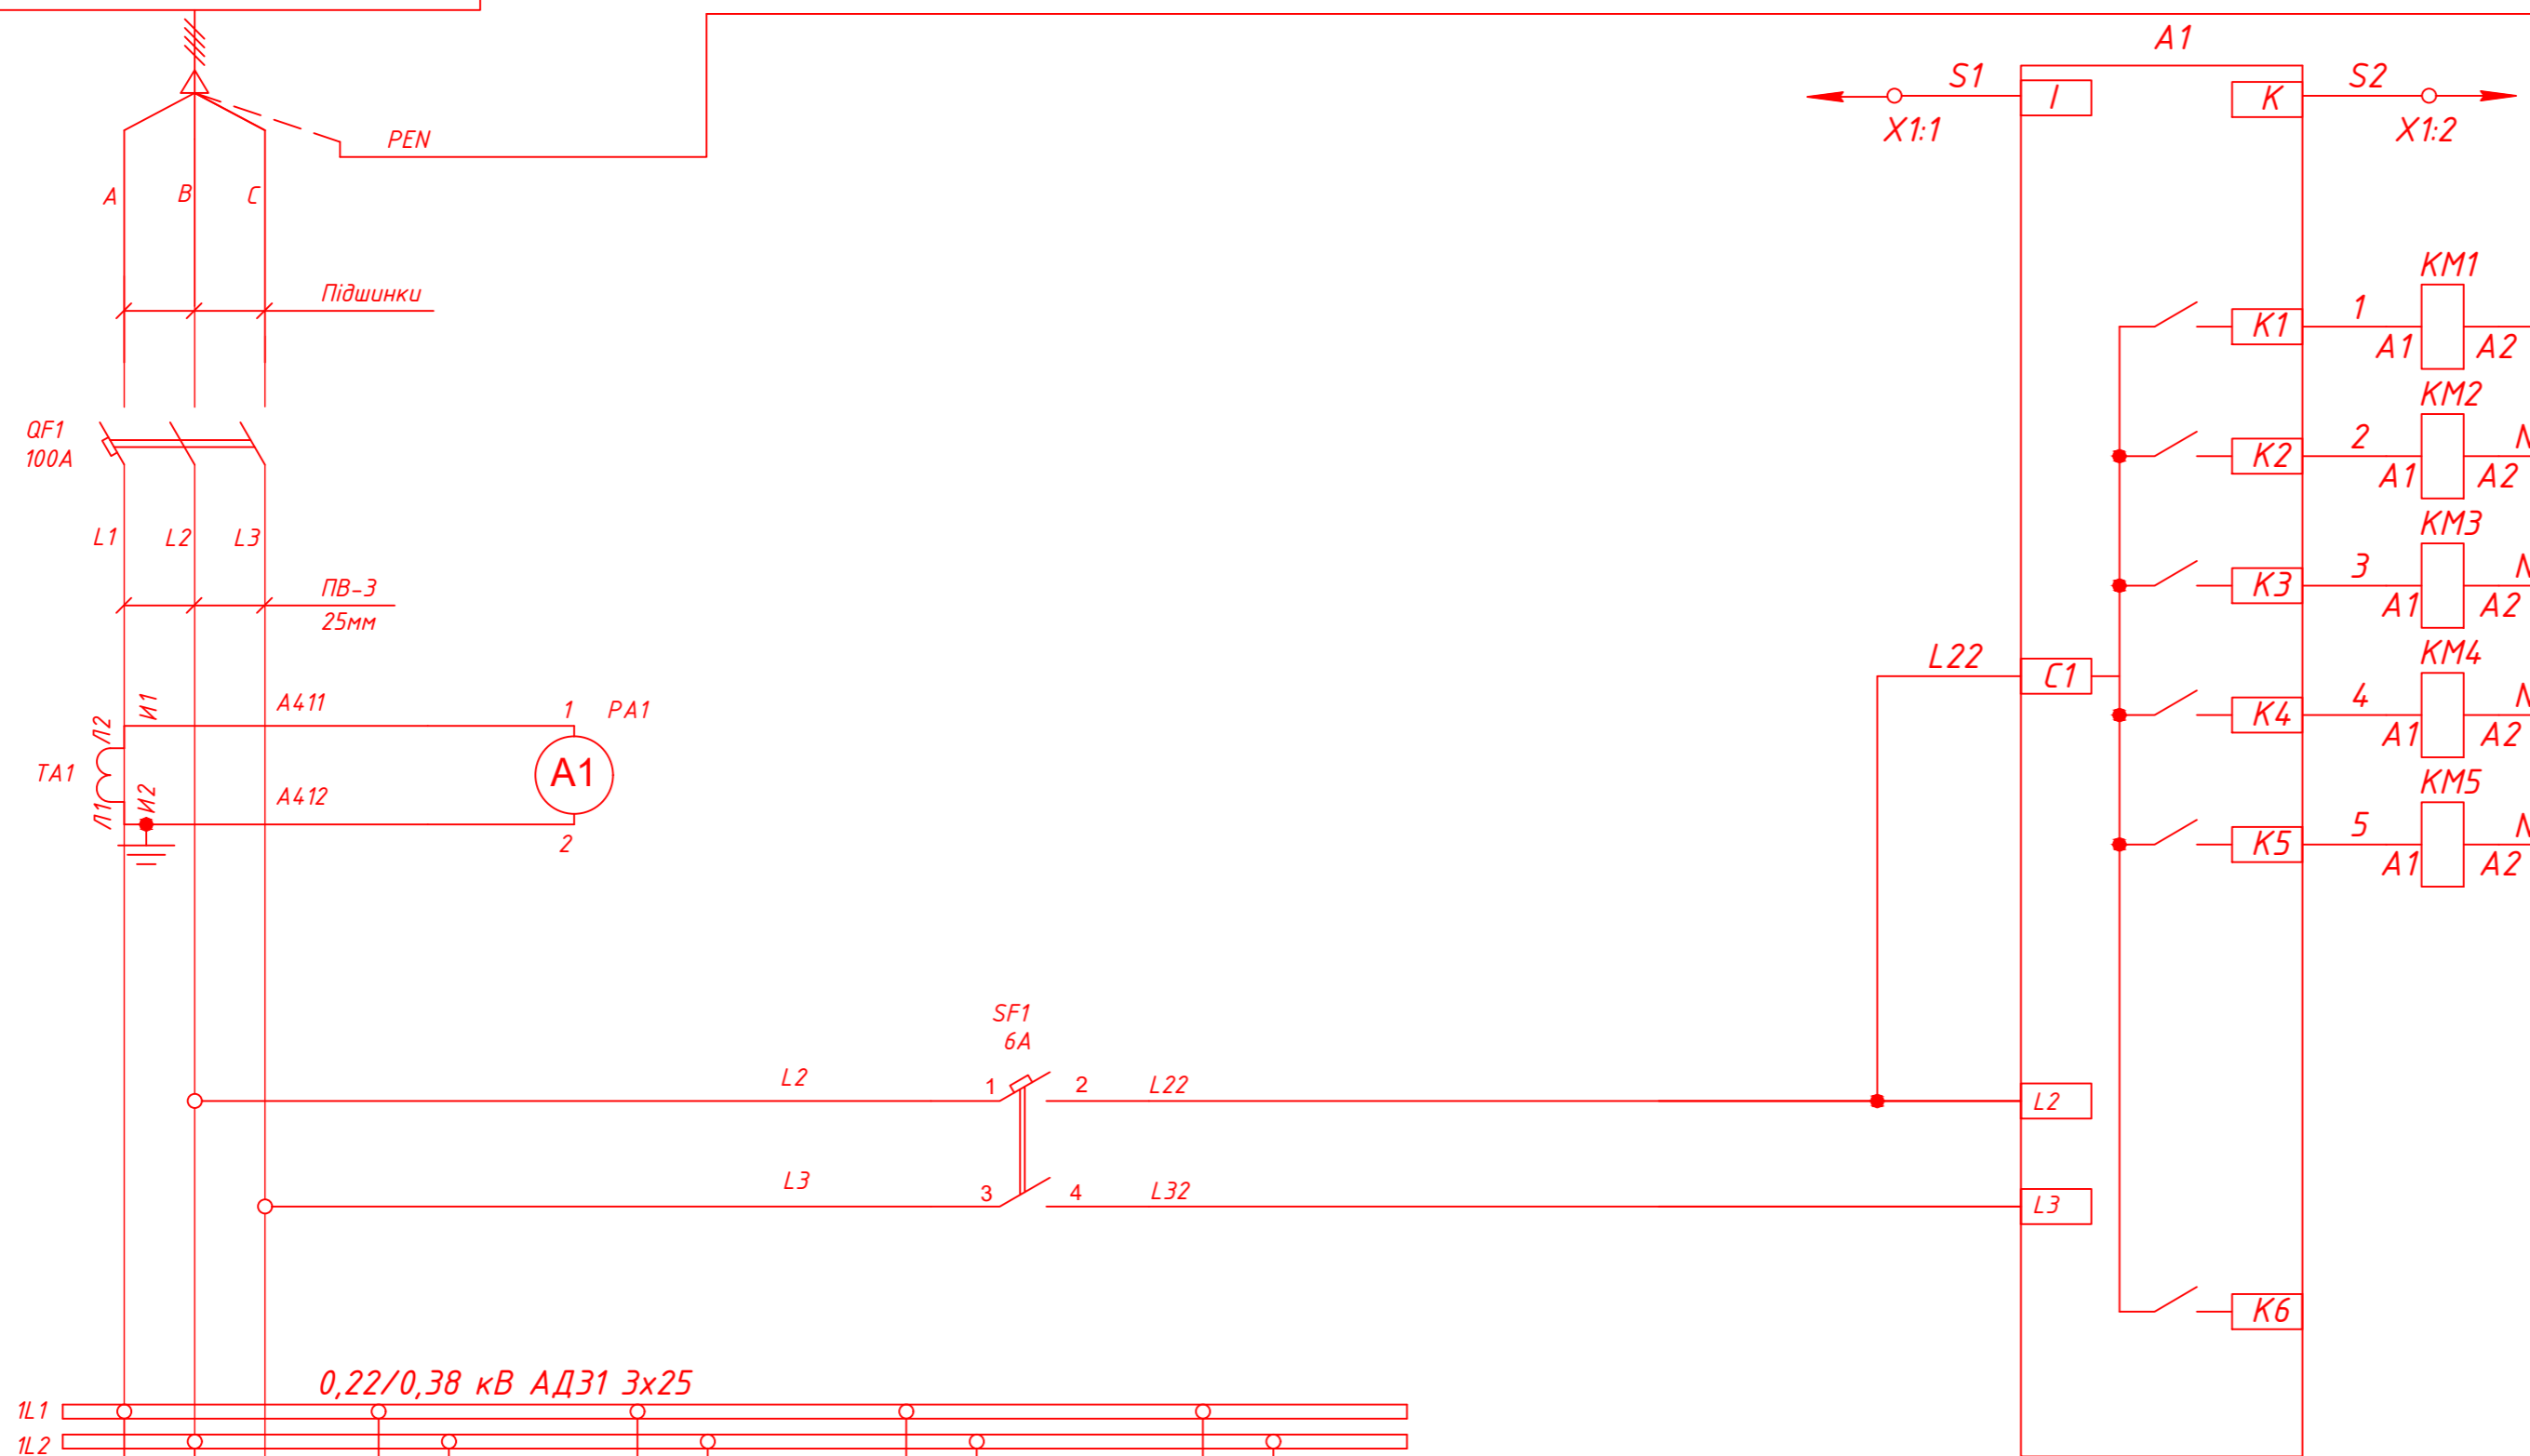 A1
S1
I
K
S2
X1:1
X1:2
PEN
A
B
C
Підшинки
KM1
K1
1
A1
A2
KM2
K2
2
A1
A2
N
QF1
100A
L1
L2
L3
KM3
K3
3
A1
A2
N
ПВ-3
25мм
L22
C1
KM4
K4
4
A1
A2
N
Л2
И1
A411
1
PA1
TA1
A1
Л1
И2
A412
2
KM5
K5
5
A1
A2
N
SF1
6A
L2
1
2
L22
L2
L3
3
4
L32
L3
K6
0,22/0,38 кВ АД31 3х25
1L1
1L2